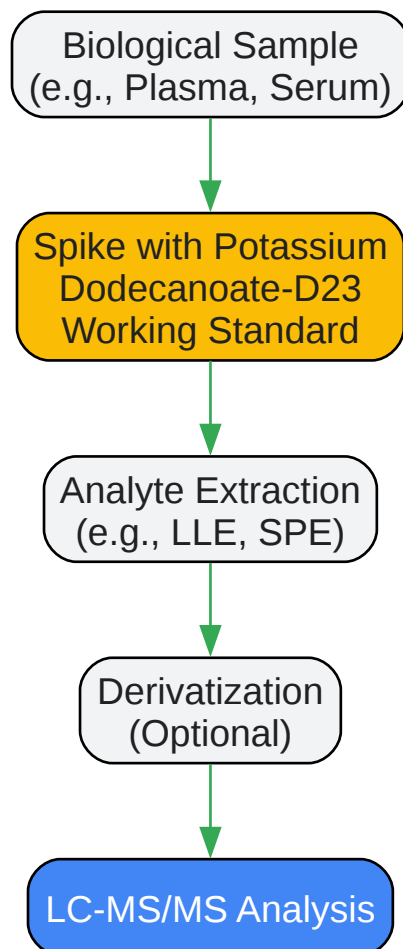 Biological Sample
(e.g., Plasma, Serum)
Spike with Potassium
Dodecanoate-D23
Working Standard
Analyte Extraction
(e.g., LLE, SPE)
Derivatization
(Optional)
LC-MS/MS Analysis